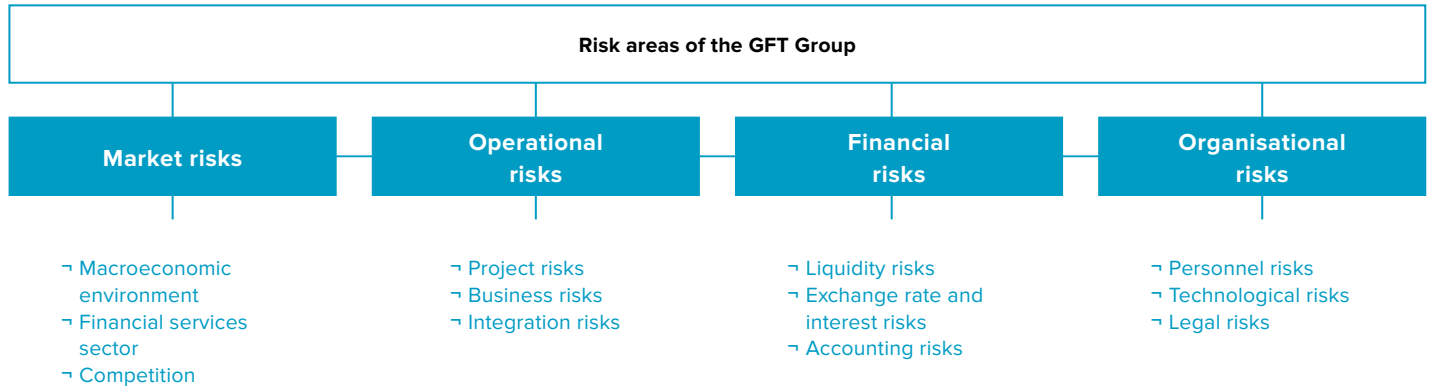 Risk areas of the GFT Group
Market risks
Operational
risks
Financial
risks
Organisational
risks
¬ Macroeconomic
environment
¬ Financial services
sector
¬ Competition
¬ Project risks
¬ Business risks
¬ Integration risks
¬ Liquidity risks
¬ Exchange rate and
interest risks
¬ Accounting risks
¬ Personnel risks
¬ Technological risks
¬ Legal risks